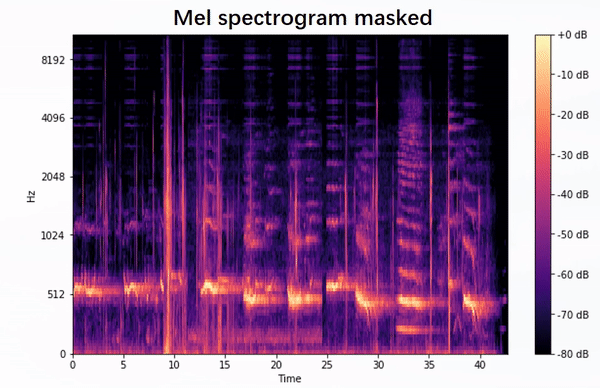 Mel spectrogram masked
Hz
8192
4096
2048
1024
512
0
0 5 10 15 20 25 30 35 40
Time
+0 dB
-10 dB
-20 dB
-30 dB
-40 dB
-50 dB
-60 dB
-70 dB
-80 dB